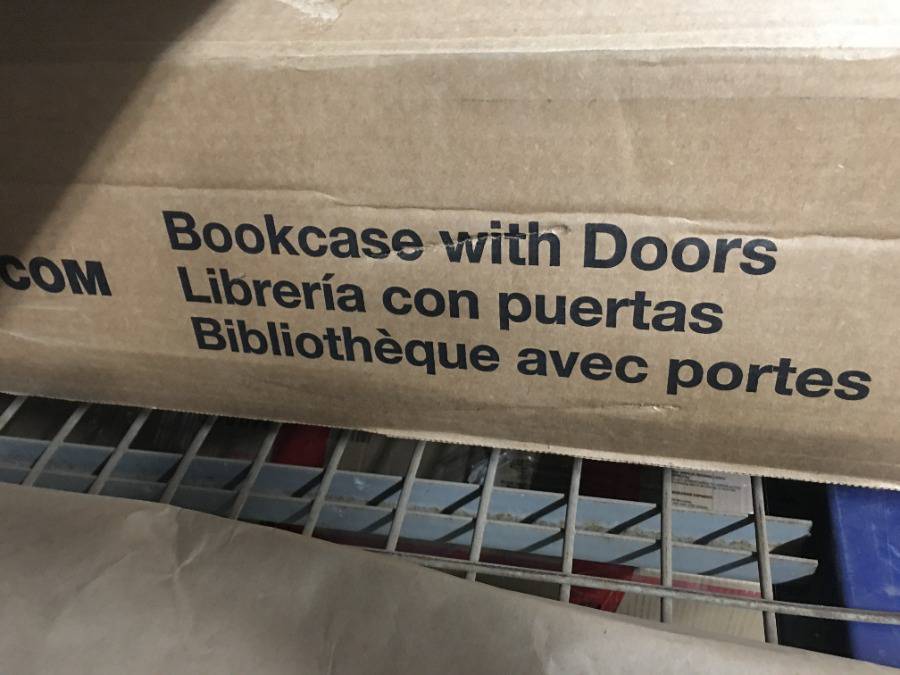 COM
Bookcase with Doors
Librería con puertas
Bibliothèque avec portes